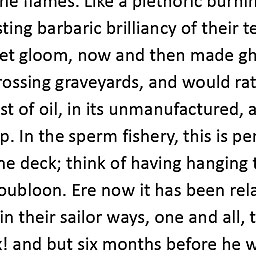 he flames. Like a plethoric burnin
sting barbaric brilliancy of their te
et gloom, now and then made gh
rossing graveyards, and would rat
st of oil, in its unmanufactured, a
p. In the sperm fishery, this is per
he deck; think of having hanging t
oubloon. Ere now it has been rela
in their sailor ways, one and all, t
! and but six months before he w